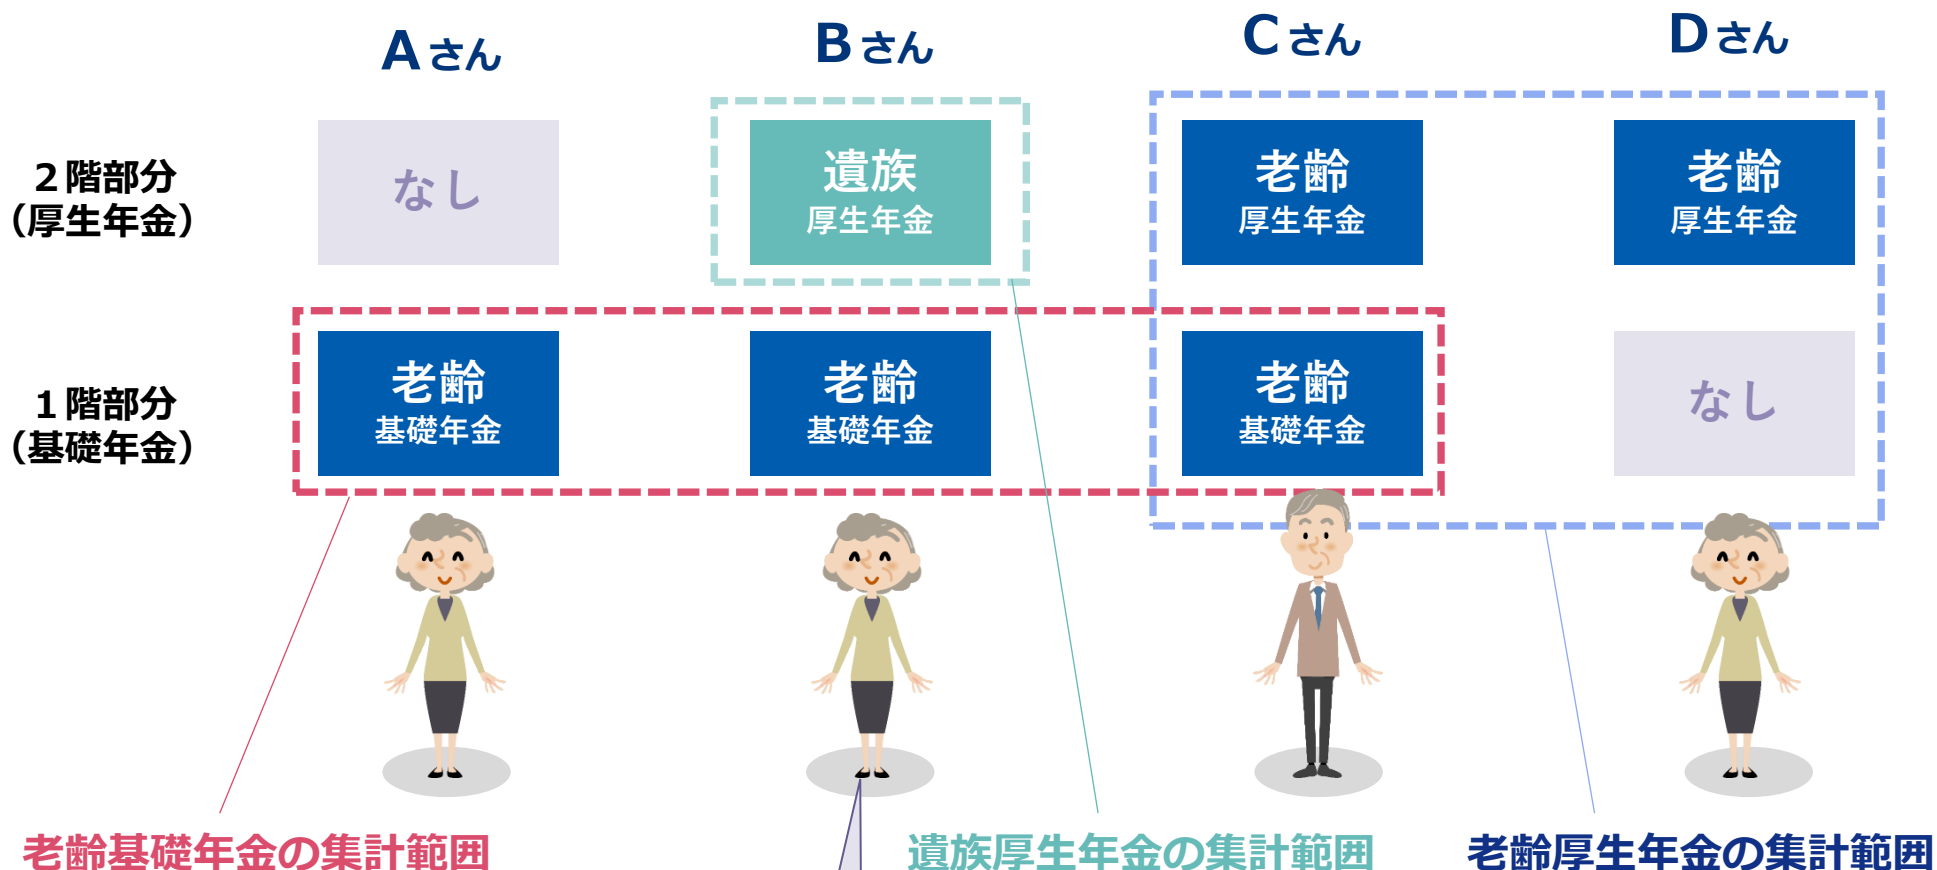 Aさん
Bさん
Cさん
Dさん
２階部分
（厚生年金）
なし
遺族
厚生年金
老齢
厚生年金
老齢
厚生年金
１階部分
（基礎年金）
老齢
基礎年金
老齢
基礎年金
老齢
基礎年金
なし
老齢基礎年金の集計範囲
遺族厚生年金の集計範囲
老齢厚生年金の集計範囲